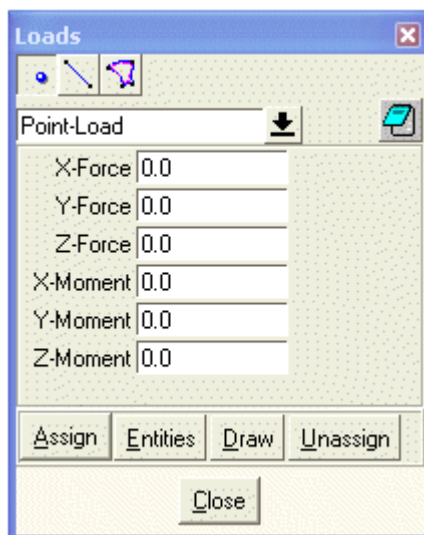 Loads
Point-Load
X-Force 0.0
Y-Force 0.0
Z-Force 0.0
X-Moment 0.0
Y-Moment 0.0
Z-Moment 0.0
Assign Entities Draw Unassign
Close